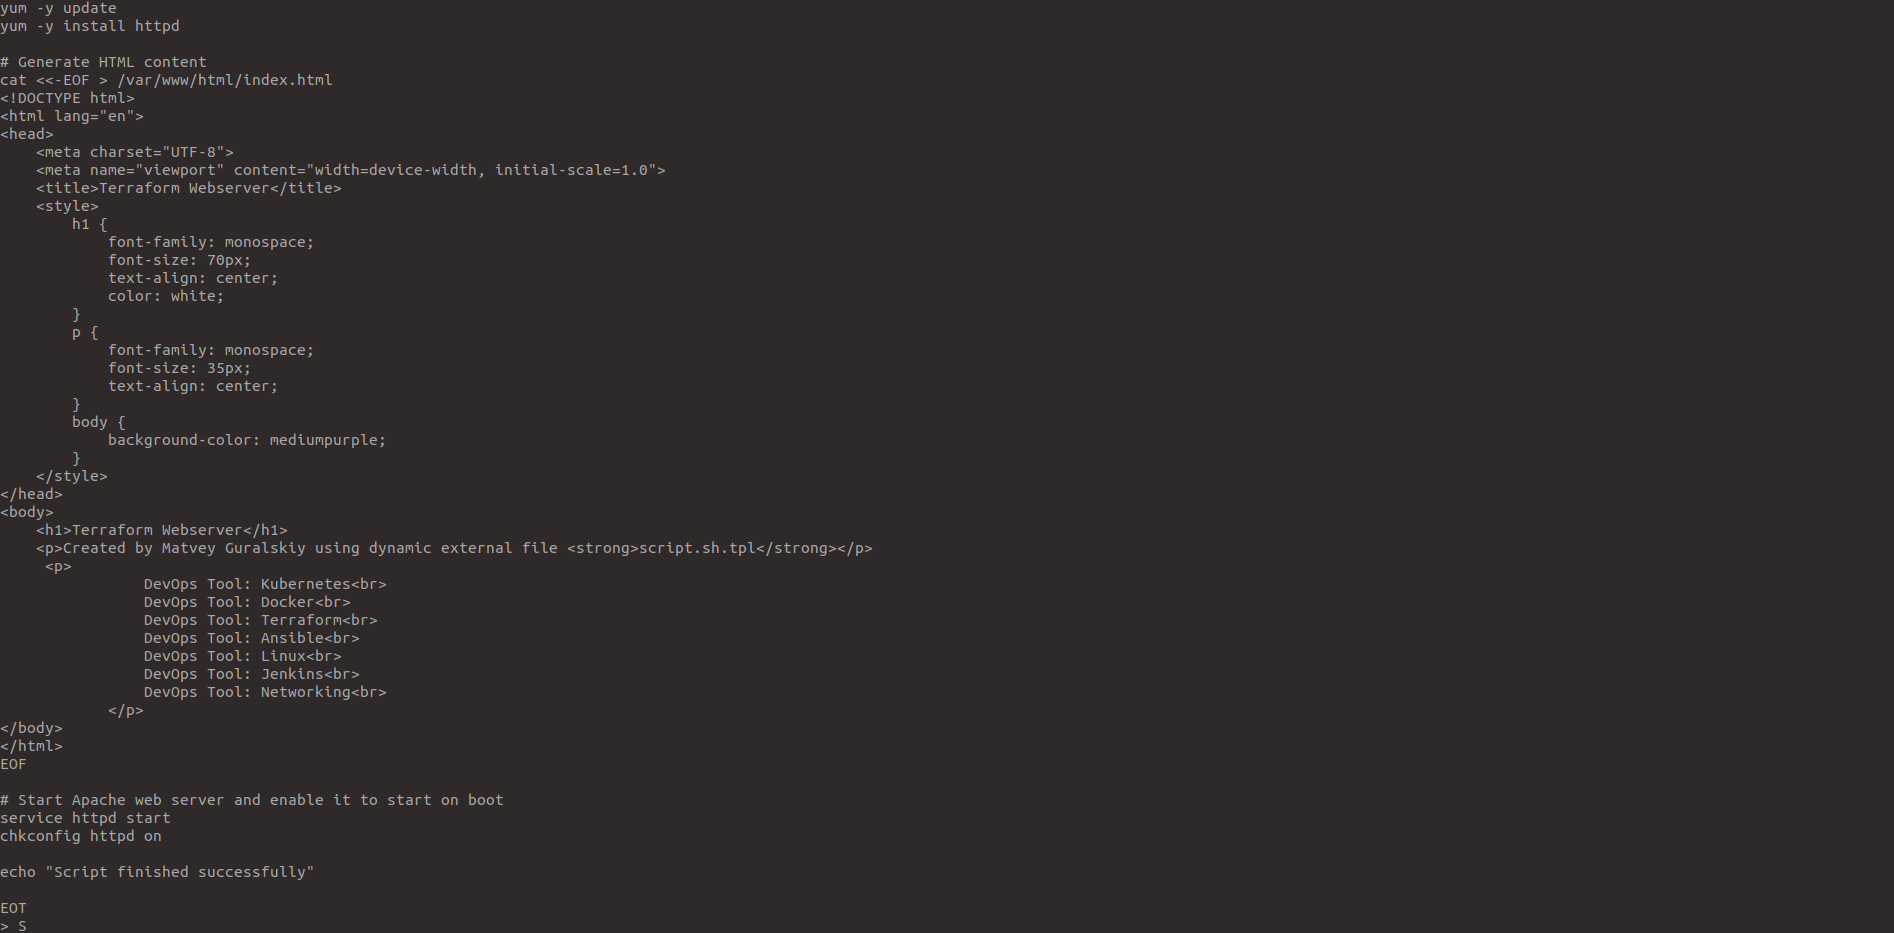 yum -y update
yum -y install httpd
# Generate HTML content
cat <<-EOF > /var/www/html/index.html
<!DOCTYPE html>
<html lang="en">
<head>
    <meta charset="UTF-8">
    <meta name="viewport" content="width=device-width, initial-scale=1.0">
    <title>Terraform Webserver</title>
    <style>
        h1 {
            font-family: monospace;
            font-size: 70px;
            text-align: center;
            color: white;
        }
        p {
            font-family: monospace;
            font-size: 35px;
            text-align: center;
        }
        body {
            background-color: mediumpurple;
        }
    </style>
</head>
<body>
    <h1>Terraform Webserver</h1>
    <p>Created by Matvey Guralskiy using dynamic external file <strong>script.sh.tpl</strong></p>
     <p>
                DevOps Tool: Kubernetes<br>
                DevOps Tool: Docker<br>
                DevOps Tool: Terraform<br>
                DevOps Tool: Ansible<br>
                DevOps Tool: Linux<br>
                DevOps Tool: Jenkins<br>
                DevOps Tool: Networking<br>
            </p>
</body>
</html>
EOF
# Start Apache web server and enable it to start on boot
service httpd start
chkconfig httpd on
echo "Script finished successfully"
EOT
> S